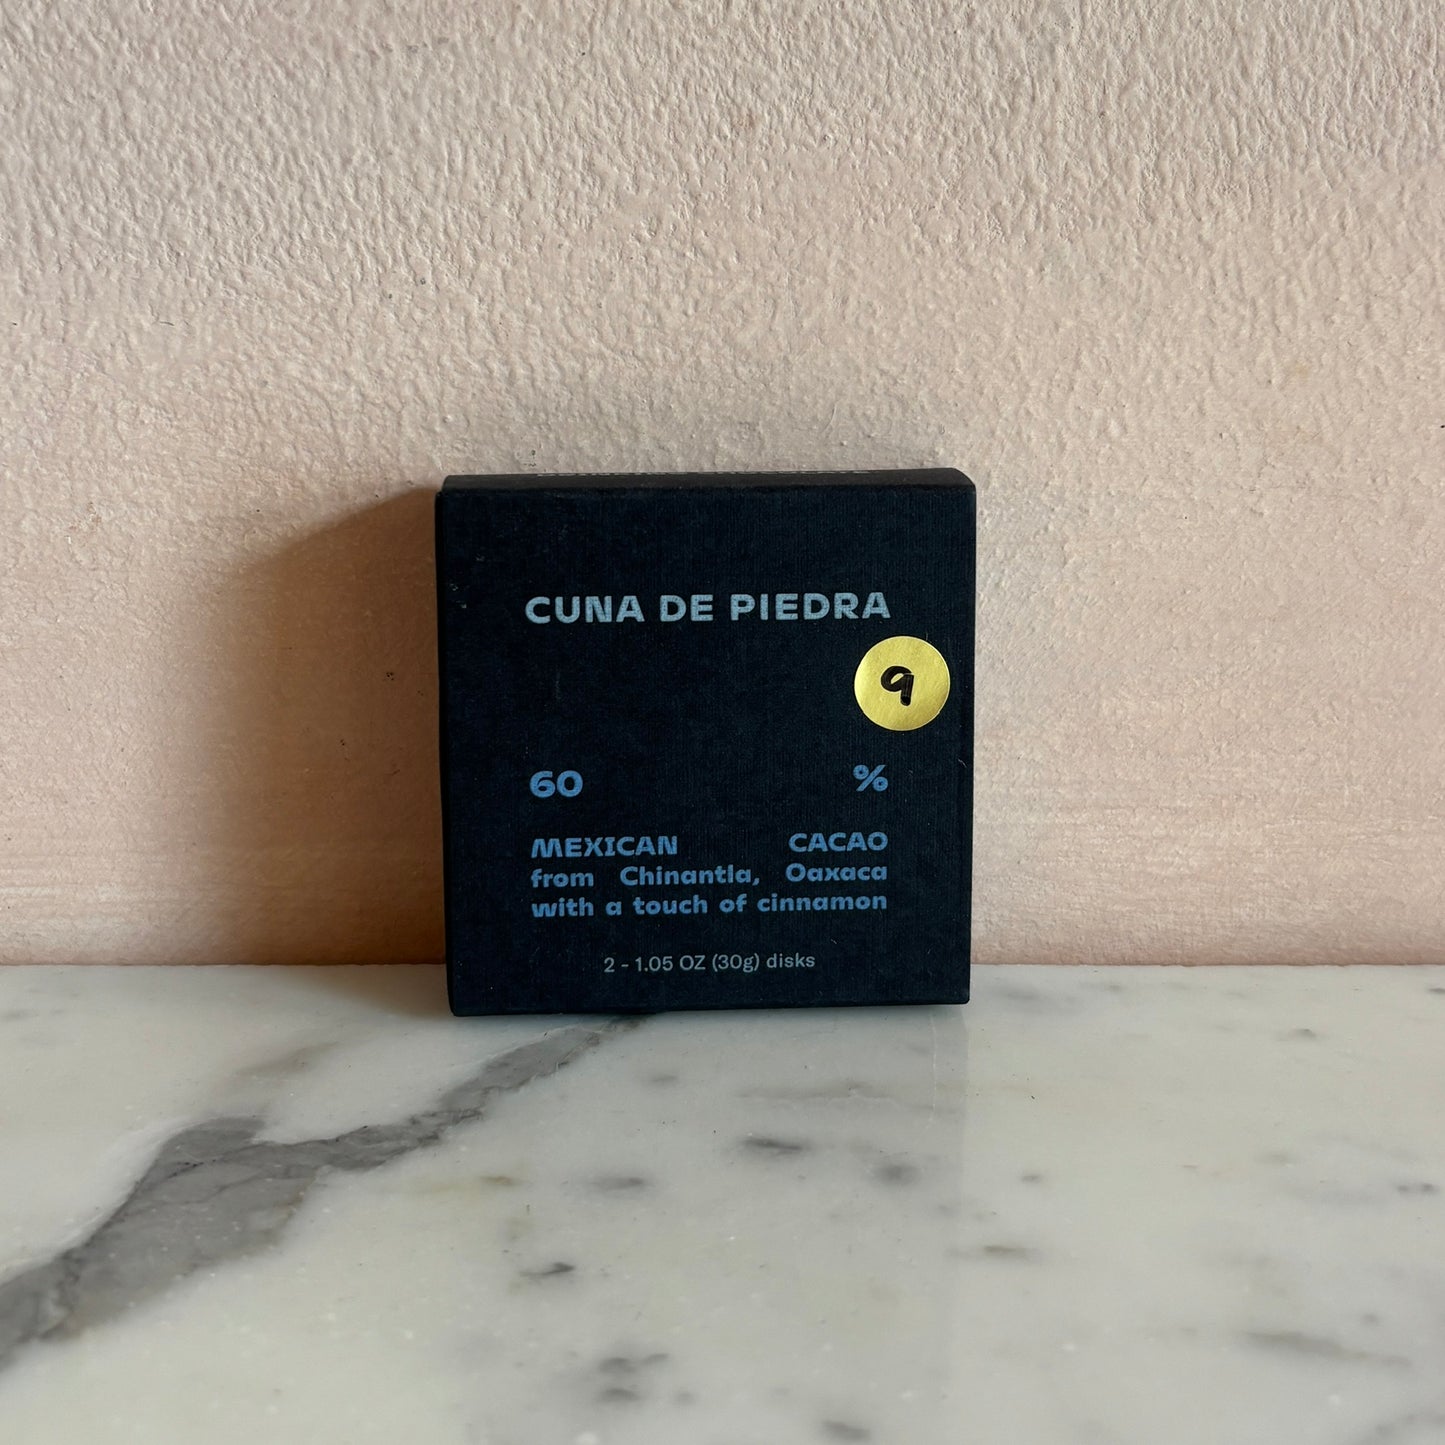 CUNA DE PIEDRA
9
60 %
MEXICAN CACAO
from Chinantla, Oaxaca
with a touch of cinnamon
2 - 1.05 OZ (30g) disks